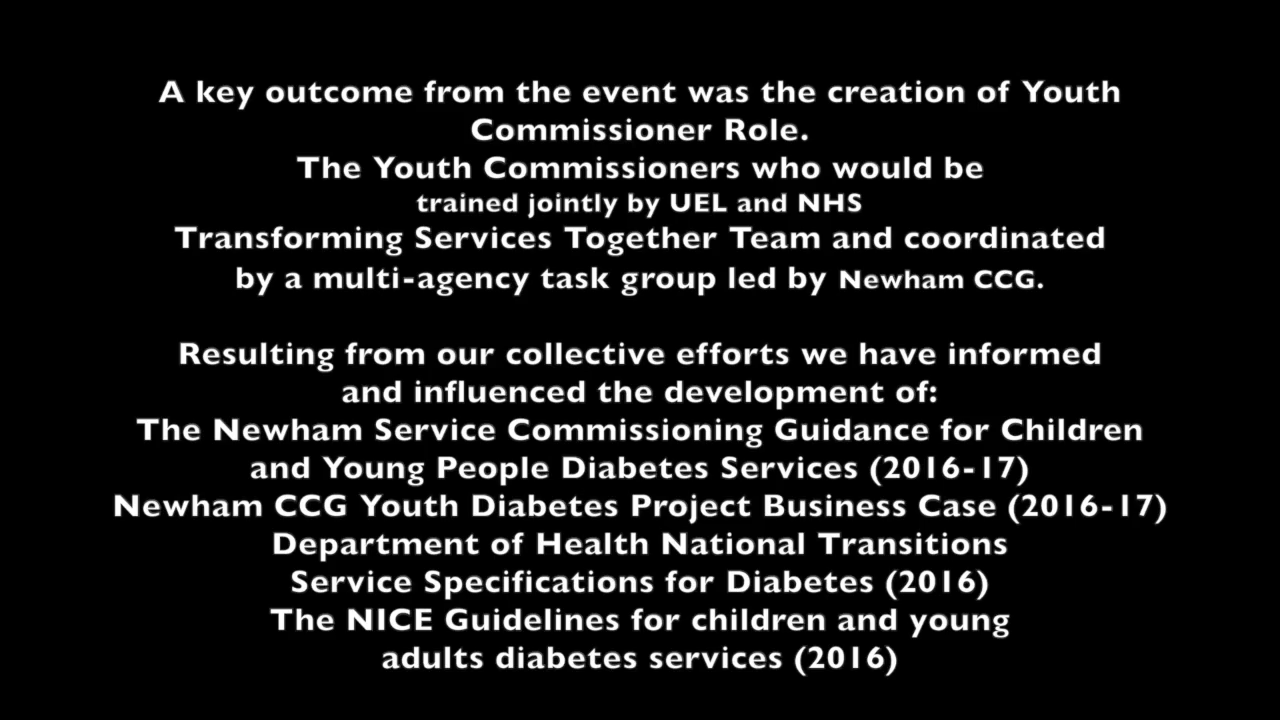 A key outcome from the event was the creation of Youth
Commissioner Role.
The Youth Commissioners who would be
trained jointly by UEL and NHS
Transforming Services Together Team and coordinated
by a multi-agency task group led by Newham CCG.
Resulting from our collective efforts we have informed
and influenced the development of:
The Newham Service Commissioning Guidance for Children
and Young People Diabetes Services (2016-17)
Newham CCG Youth Diabetes Project Business Case (2016-17)
Department of Health National Transitions
Service Specifications for Diabetes (2016)
The NICE Guidelines for children and young
adults diabetes services (2016)